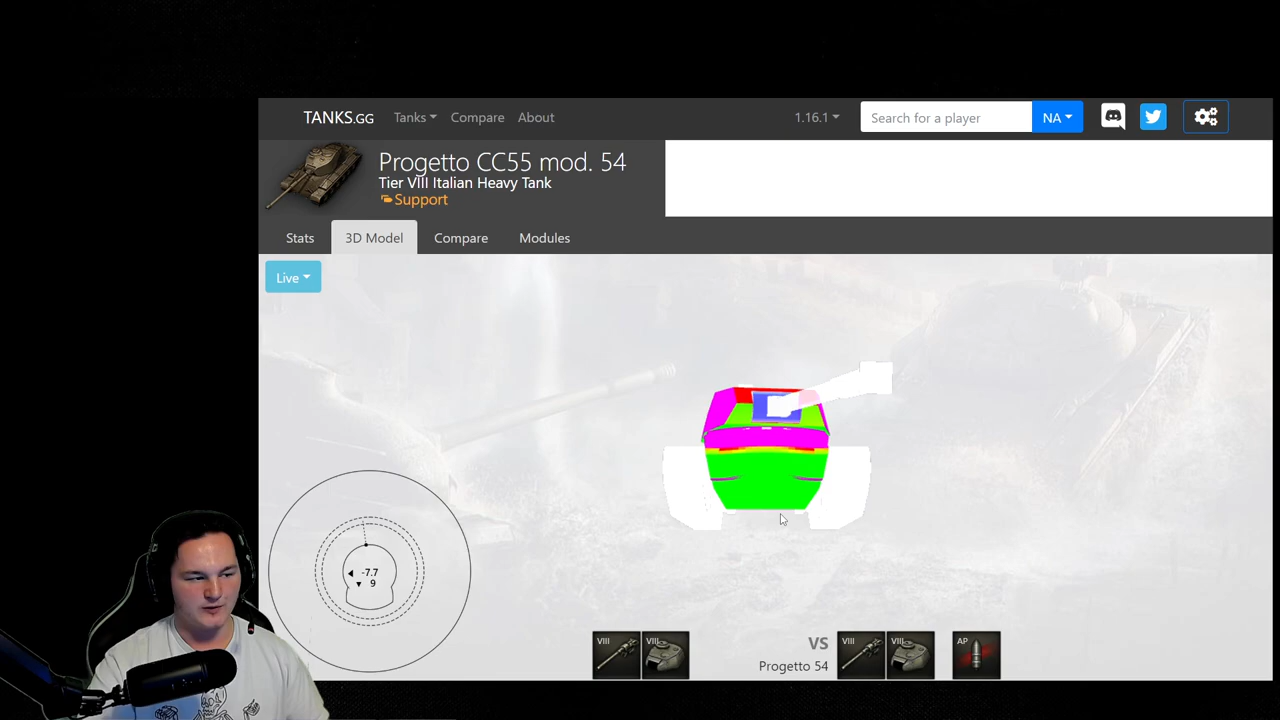 TANKS.GG Tanks Compare About 1.16.1 Search for a player NA
Progetto CC55 mod. 54
Tier VIII Italian Heavy Tank
Support
Stats 3D Model Compare Modules
Live
-7.7
9
VIII VIII VS VIII VIII AP
Progetto 54